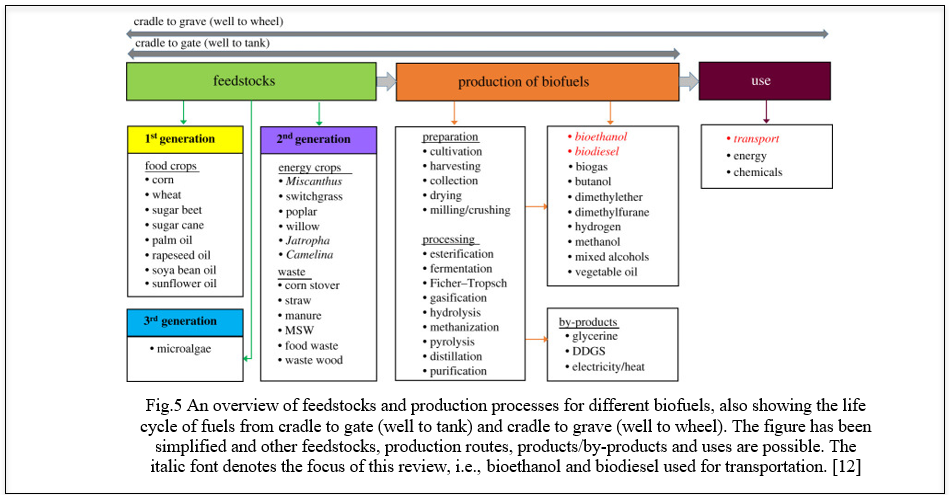 cradle to grave (well to wheel)
cradle to gate (well to tank)
feedstocks
production of biofuels
use
1st generation
food crops
• corn
• wheat
• sugar beet
• sugar cane
• palm oil
• rapeseed oil
• soya bean oil
• sunflower oil
3rd generation
• microalgae
2nd generation
energy crops
• Miscanthus
• switchgrass
• poplar
• willow
• Jatropha
• Camelina
waste
• corn stover
• straw
• manure
• MSW
• food waste
• waste wood
preparation
• cultivation
• harvesting
• collection
• drying
• milling/crushing
processing
• esterification
• fermentation
• Ficher–Tropsch
• gasification
• hydrolysis
• methanization
• pyrolysis
• distillation
• purification
• bioethanol
• biodiesel
• biogas
• butanol
• dimethylether
• dimethylfurane
• hydrogen
• methanol
• mixed alcohols
• vegetable oil
by-products
• glycerine
• DDGS
• electricity/heat
• transport
• energy
• chemicals
Fig.5 An overview of feedstocks and production processes for different biofuels, also showing the life
cycle of fuels from cradle to gate (well to tank) and cradle to grave (well to wheel). The figure has been
simplified and other feedstocks, production routes, products/by-products and uses are possible. The
italic font denotes the focus of this review, i.e., bioethanol and biodiesel used for transportation. [12]